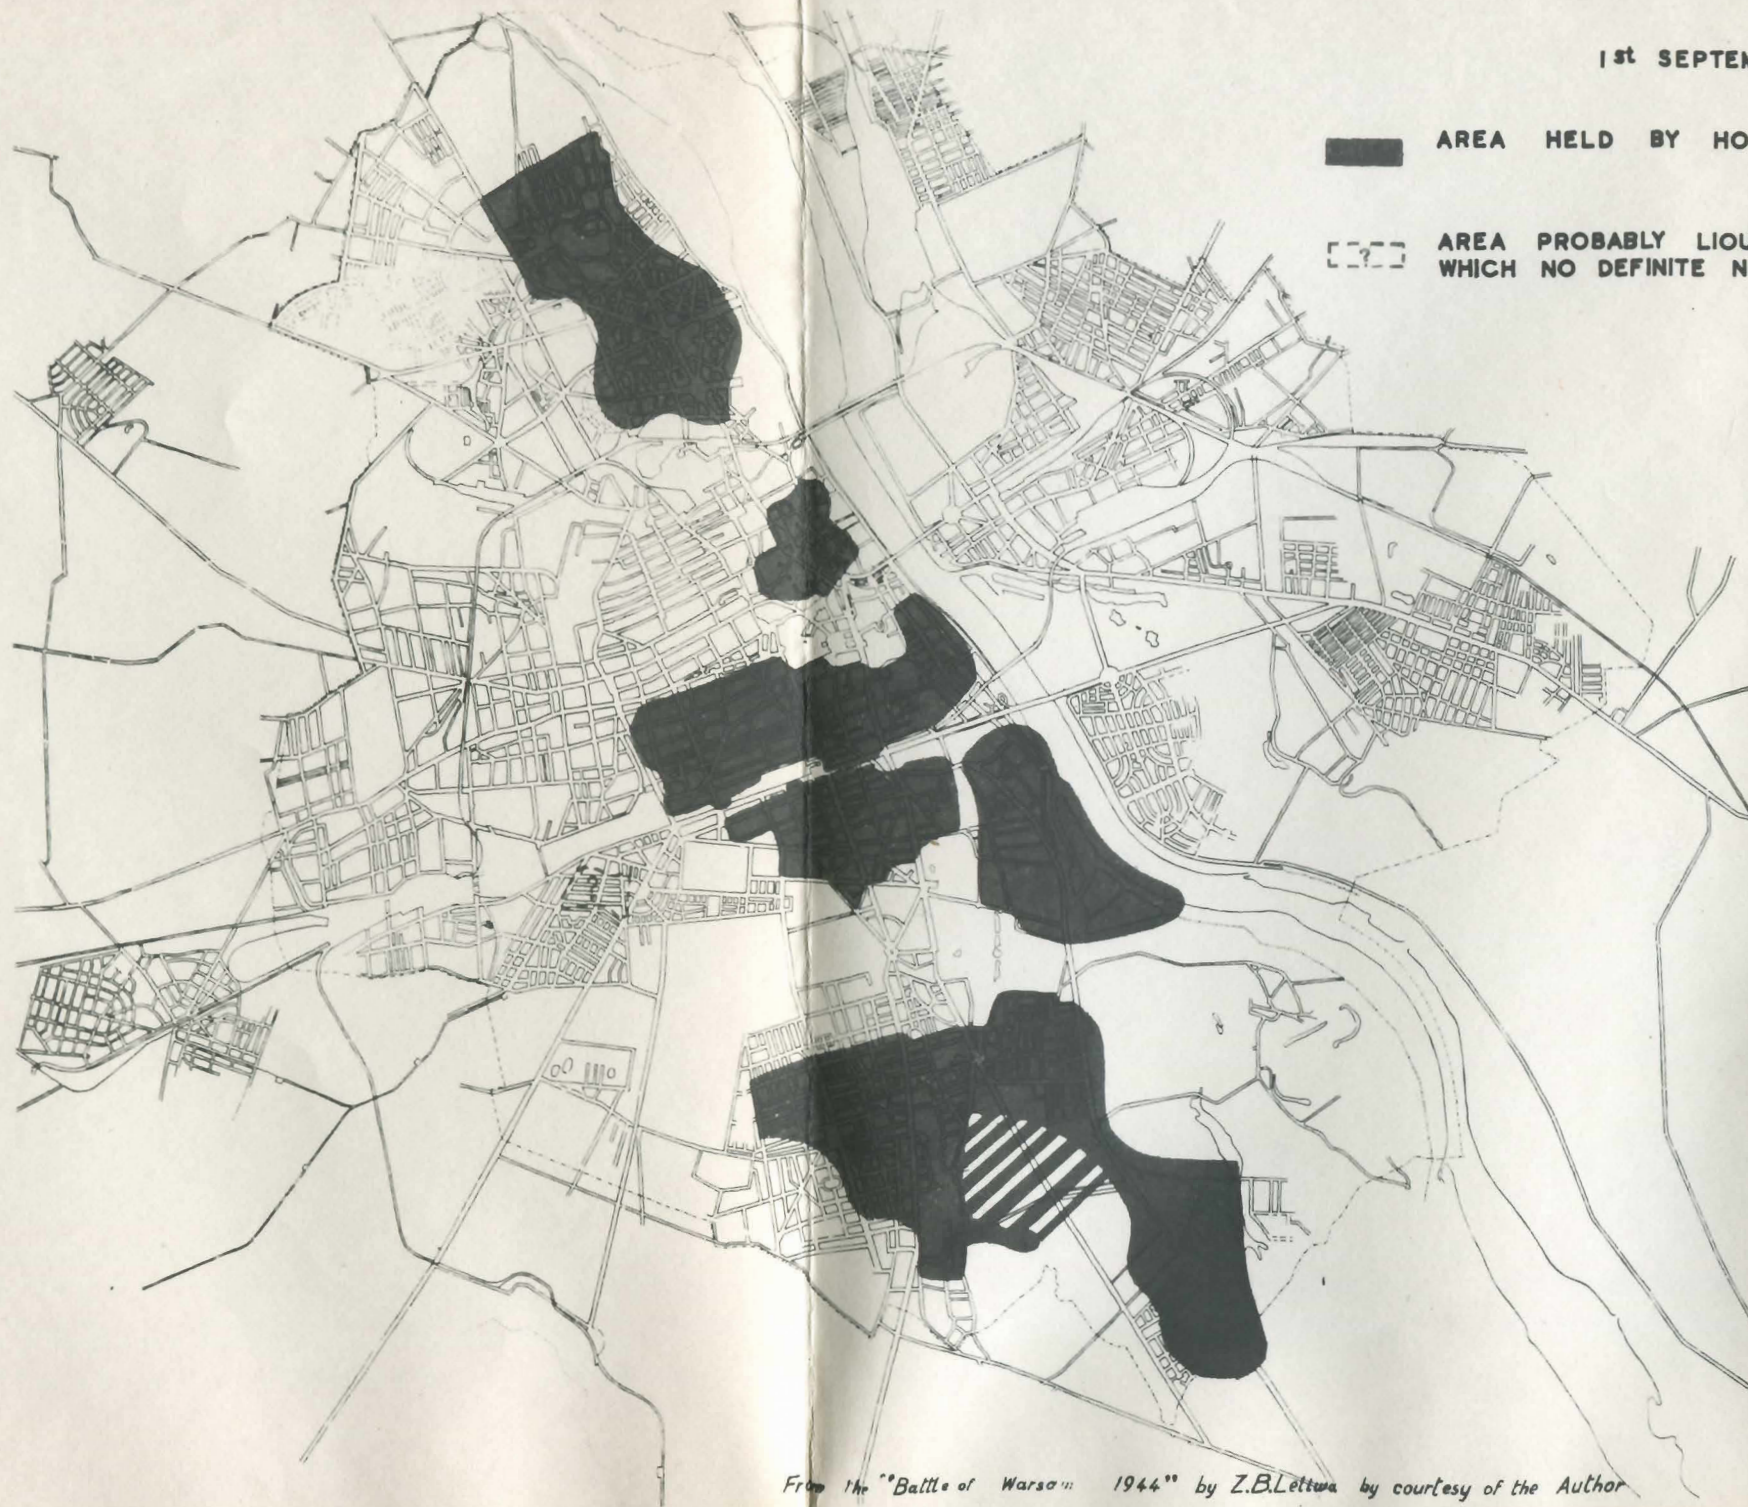 1st SEPTEM
AREA HELD BY HO
?
AREA PROBABLY LIOU
WHICH NO DEFINITE N
From the "Battle of Warsaw 1944" by Z.B.Lettwa by courtesy of the Author